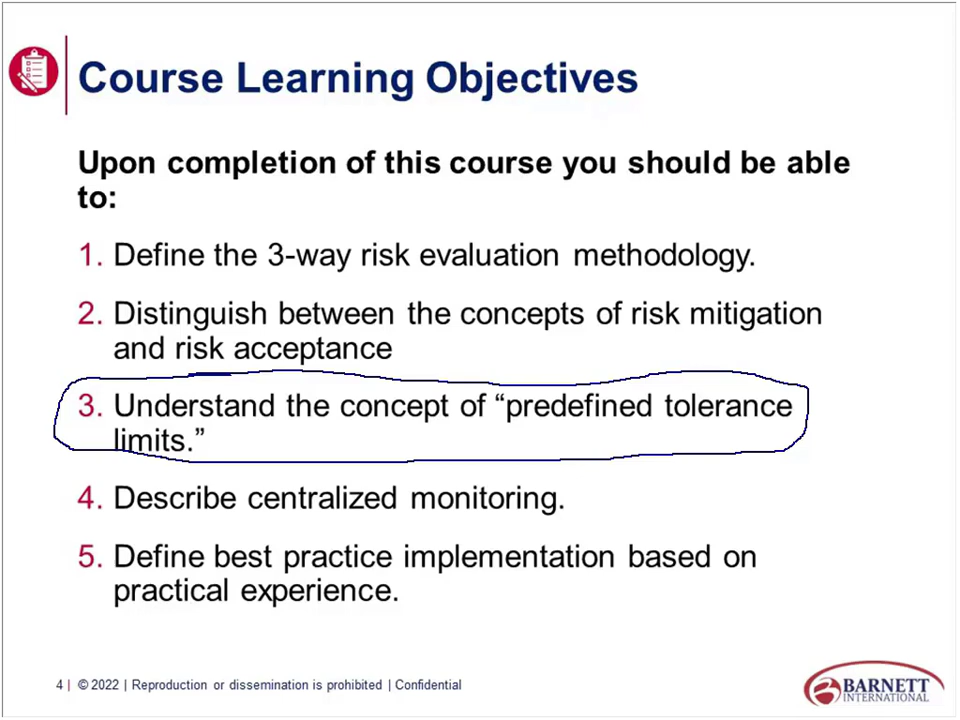 Course Learning Objectives
Upon completion of this course you should be able
to:
1. Define the 3-way risk evaluation methodology.
2. Distinguish between the concepts of risk mitigation
and risk acceptance
3. Understand the concept of “predefined tolerance
limits.”
4. Describe centralized monitoring.
5. Define best practice implementation based on
practical experience.
4 | © 2022 | Reproduction or dissemination is prohibited | Confidential
BARNETT
INTERNATIONAL